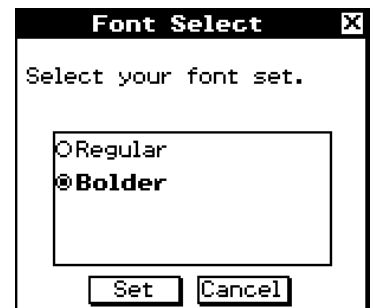 Font Select X
Select your font set.
Regular
Bolder
Set Cancel